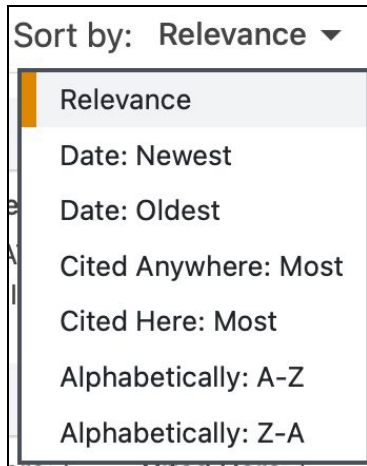 Sort by: Relevance
Relevance
Date: Newest
Date: Oldest
Cited Anywhere: Most
Cited Here: Most
Alphabetically: A-Z
Alphabetically: Z-A